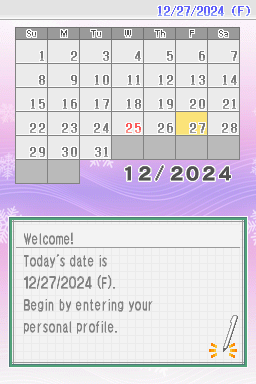 12/27/2024 (F)
Su M Tu W Th F Sa
1 2 3 4 5 6 7
8 9 10 11 12 13 14
15 16 17 18 19 20 21
22 23 24 25 26 27 28
29 30 31
12/2024
Welcome!
Today's date is
12/27/2024 (F).
Begin by entering your
personal profile.